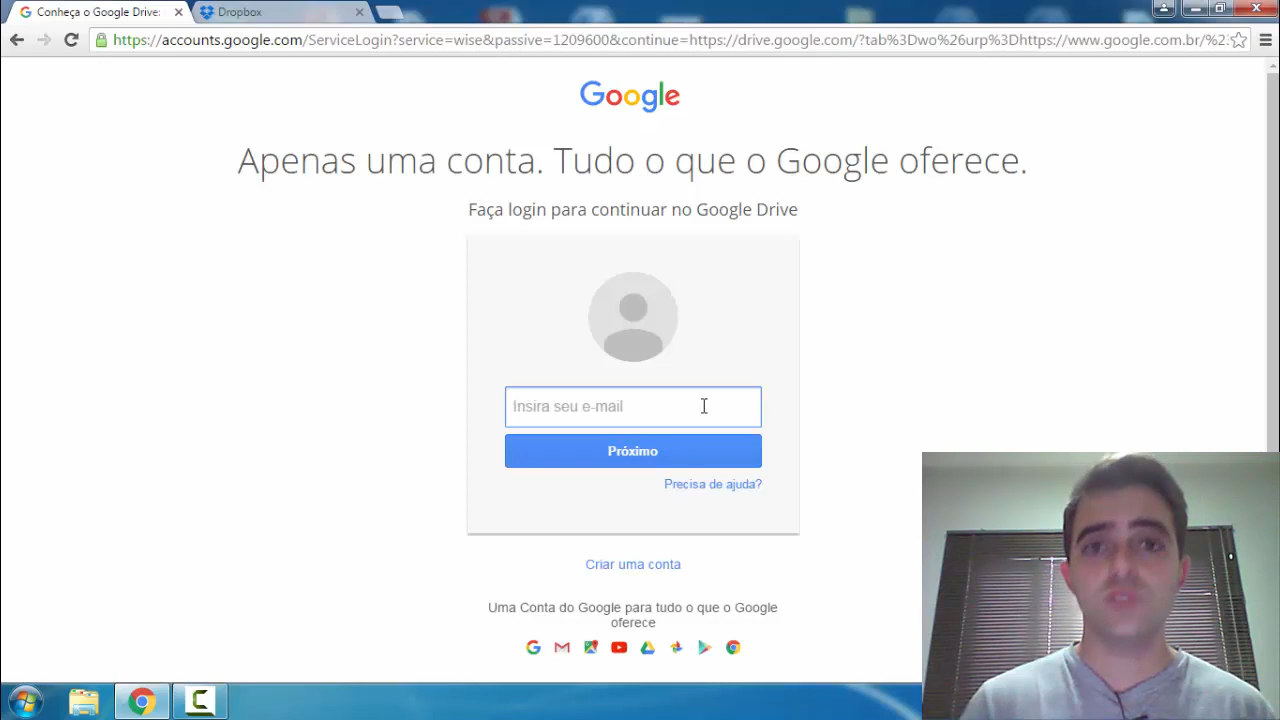 Conheça o Google Drive:
Dropbox
https://accounts.google.com/ServiceLogin?service=wise&passive=1209600&continue=https://drive.google.com/?tab%3Dwo%26urp%3Dhttps://www.google.com.br/%2
Google
Apenas uma conta. Tudo o que o Google oferece.
Faça login para continuar no Google Drive
Insira seu e-mail
Próximo
Precisa de ajuda?
Criar uma conta
Uma Conta do Google para tudo o que o Google
oferece